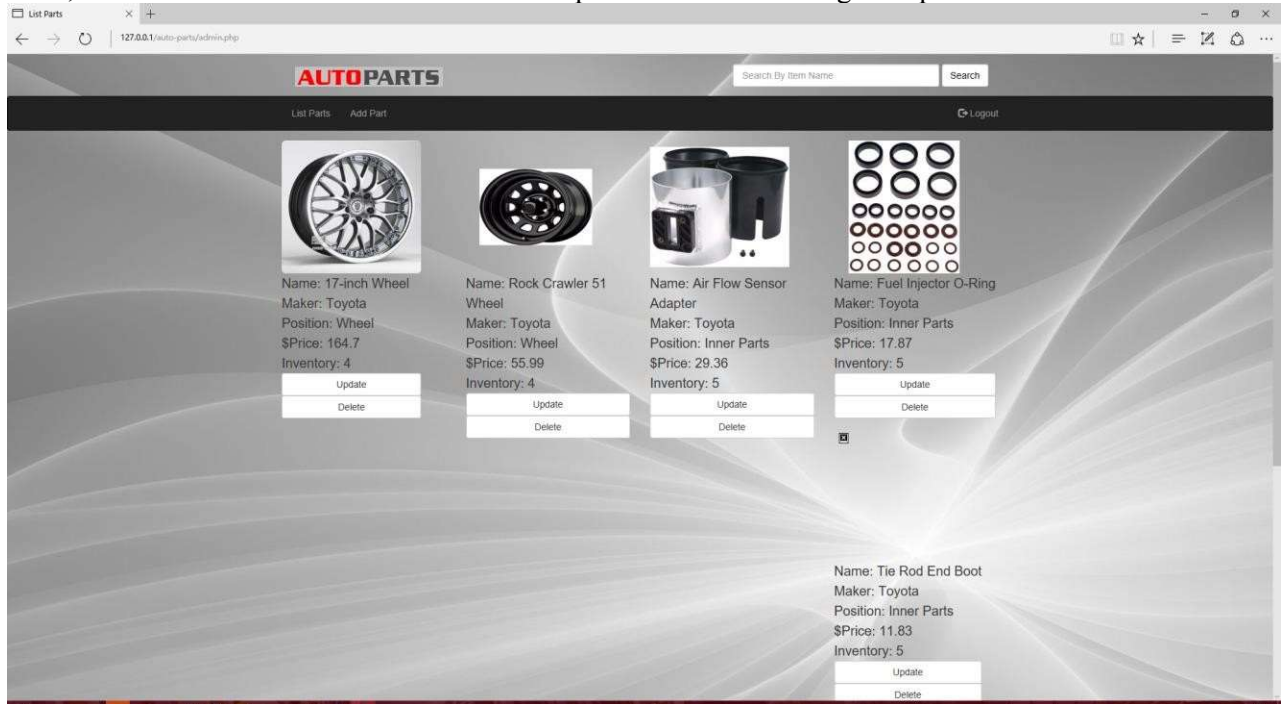 List Parts
127.0.0.1/auto-parts/admin.php
AUTOPARTS
Search By Item Name
Search
List Parts
Add Part
Logout
Name: 17-inch Wheel
Maker: Toyota
Position: Wheel
$Price: 164.7
Inventory: 4
Update
Delete
Name: Rock Crawler 51
Wheel
Maker: Toyota
Position: Wheel
$Price: 55.99
Inventory: 4
Update
Delete
Name: Air Flow Sensor
Adapter
Maker: Toyota
Position: Inner Parts
$Price: 29.36
Inventory: 5
Update
Delete
Name: Fuel Injector O-Ring
Maker: Toyota
Position: Inner Parts
$Price: 17.87
Inventory: 5
Update
Delete
Name: Tie Rod End Boot
Maker: Toyota
Position: Inner Parts
$Price: 11.83
Inventory: 5
Update
Delete